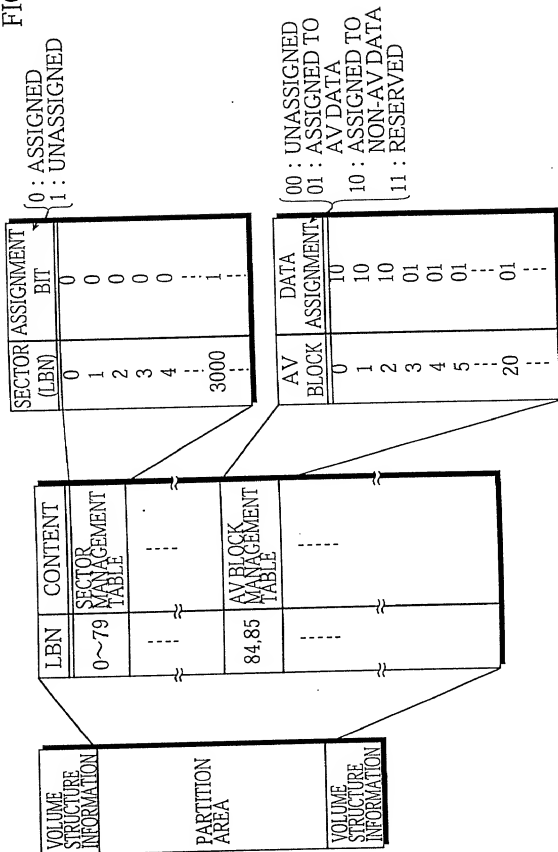 FIG
VOLUME
STRUCTURE
INFORMATION
PARTITION
AREA
VOLUME
STRUCTURE
INFORMATION
LBN CONTENT
0~79 SECTOR
MANAGEMENT
TABLE
84,85 AV BLOCK
MANAGEMENT
TABLE
SECTOR ASSIGNMENT
(LBN) BIT
0 0
1 0
2 0
3 0
4 0
3000 1
0 : ASSIGNED
1 : UNASSIGNED
AV DATA
BLOCK ASSIGNMENT
0 10
1 10
2 10
3 01
4 01
5 01
20 01
00 : UNASSIGNED
01 : ASSIGNED TO
AV DATA
10 : ASSIGNED TO
NON-AV DATA
11 : RESERVED